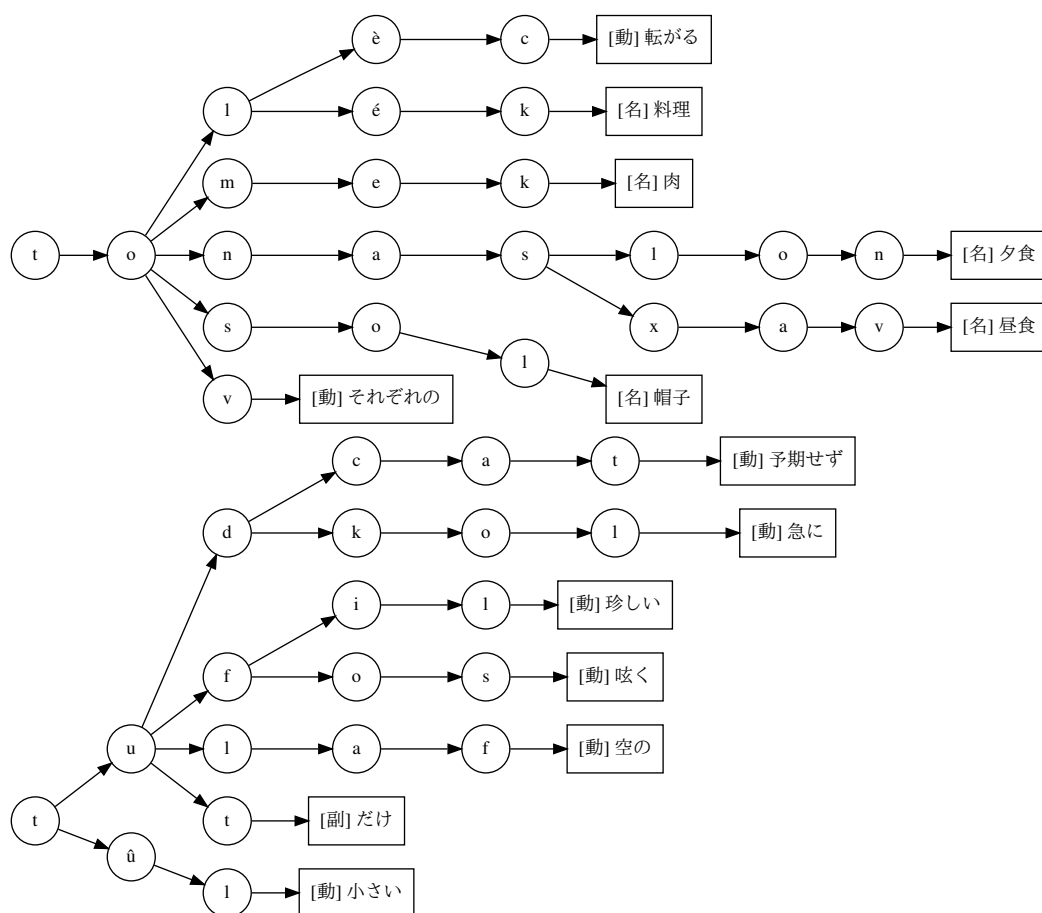 è c [動] 転がる
l é k [名] 料理
m e k [名] 肉
t o n a s l o n [名] 夕食
s o x a v [名] 昼食
l [名] 帽子
v [動] それぞれの
c a t [動] 予期せず
d k o l [動] 急に
i l [動] 珍しい
f o s [動] 呟く
u l a f [動] 空の
t t [副] だけ
û
l [動] 小さい